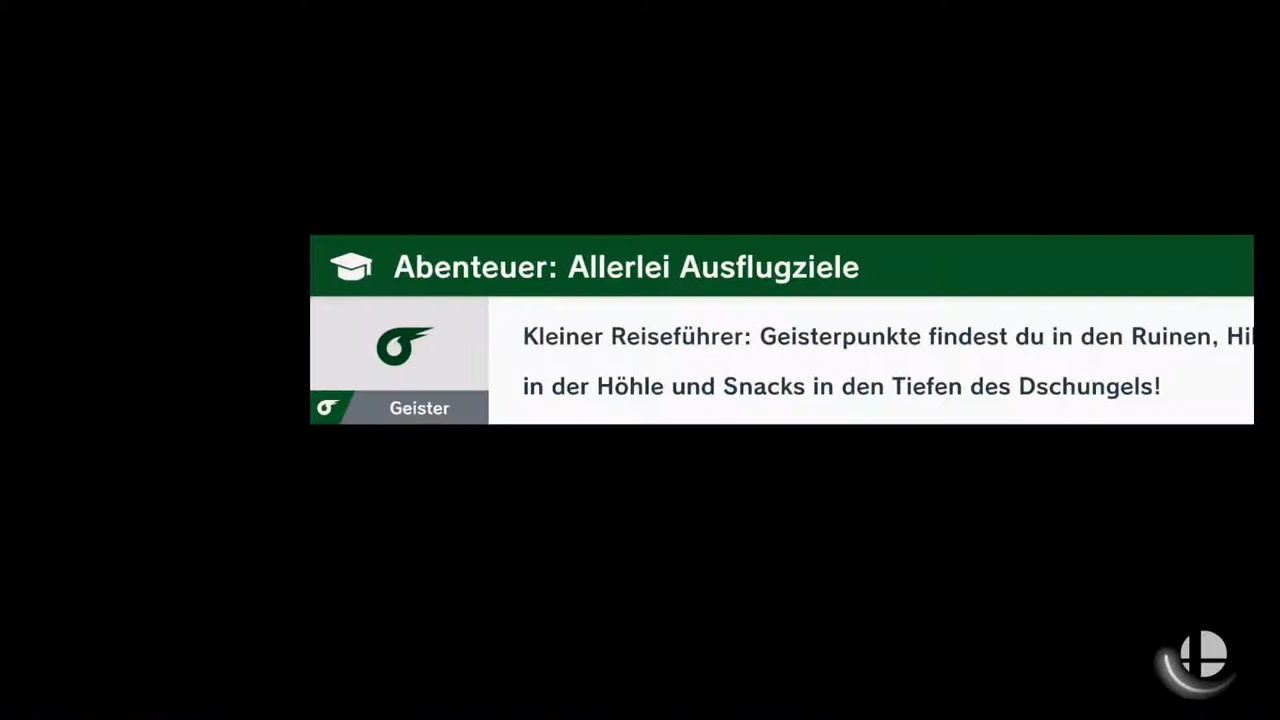 Abenteuer: Allerlei Ausflugziele
Kleiner Reiseführer: Geisterpunkte findest du in den Ruinen,
in der Höhle und Snacks in den Tiefen des Dschungels!
Geister